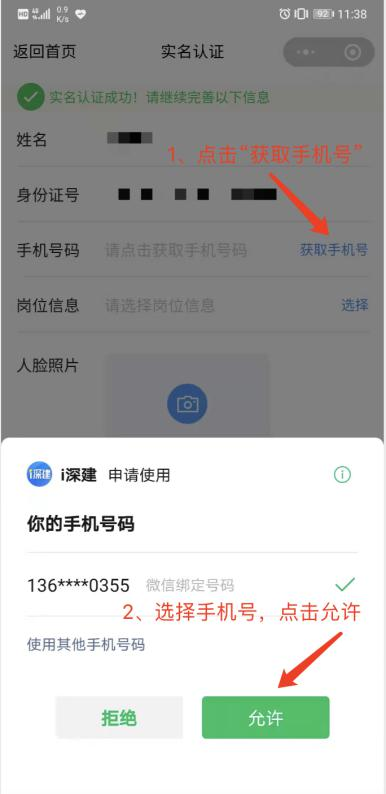 HD 4G 0.9 K/s 92 11:38
返回首页 实名认证
实名认证成功！请继续完善以下信息
姓名
1、点击“获取手机号”
身份证号
手机号码 请点击获取手机号码 获取手机号
岗位信息 请选择岗位信息 选择
人脸照片
i深建 i深建 申请使用
你的手机号码
136****0355 微信绑定号码
2、选择手机号，点击允许
使用其他手机号码
拒绝 允许